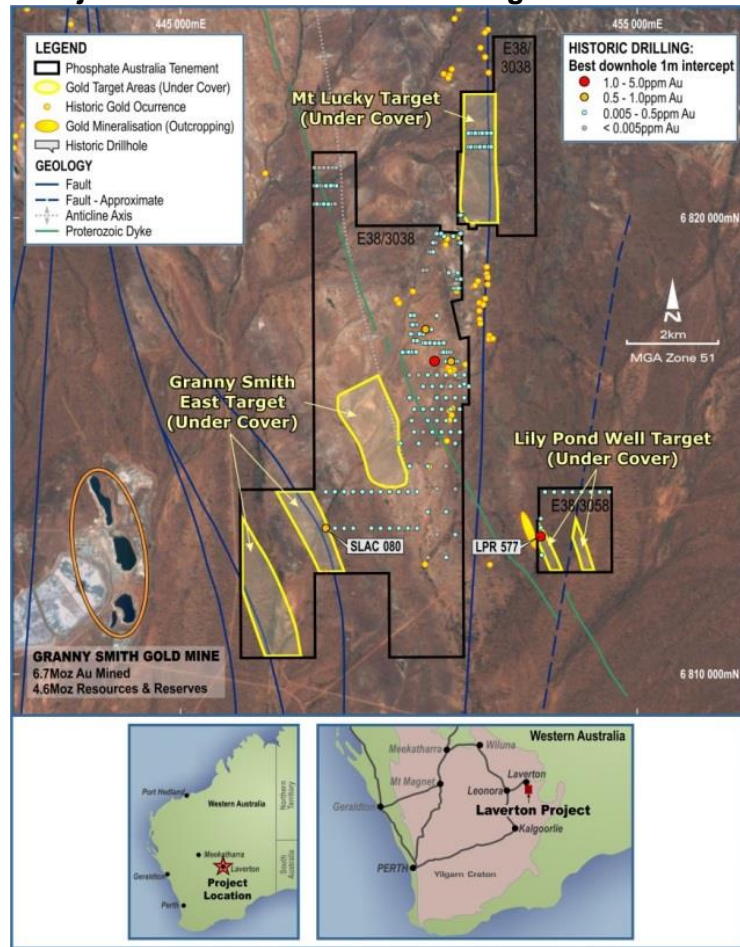 445 000mE
455 000mE
LEGEND
Phosphate Australia Tenement
Gold Target Areas (Under Cover)
Historic Gold Ocurrence
Gold Mineralisation (Outcropping)
Historic Drillhole
GEOLOGY
Fault
Fault - Approximate
Anticline Axis
Proterozoic Dyke
E38/
3038
Mt Lucky Target
(Under Cover)
HISTORIC DRILLING:
Best downhole 1m intercept
1.0 - 5.0ppm Au
0.5 - 1.0ppm Au
0.005 - 0.5ppm Au
< 0.005ppm Au
6 820 000mN
E38/3038
N
2km
MGA Zone 51
Granny Smith
East Target
(Under Cover)
Lily Pond Well Target
(Under Cover)
E38/3058
SLAC 080
LPR 577
GRANNY SMITH GOLD MINE
6.7Moz Au Mined
4.6Moz Resources & Reserves
6 810 000mN
Port Hedland
Western Australia
Northern Territory
South Australia
Meekatharra
Laverton
Geraldton
Project
Location
Perth
Western Australia
Meekatharra
Wiluna
Mt Magnet
Laverton
Leonora
Laverton Project
Geraldton
Kalgoorlie
PERTH
Yilgarn Craton